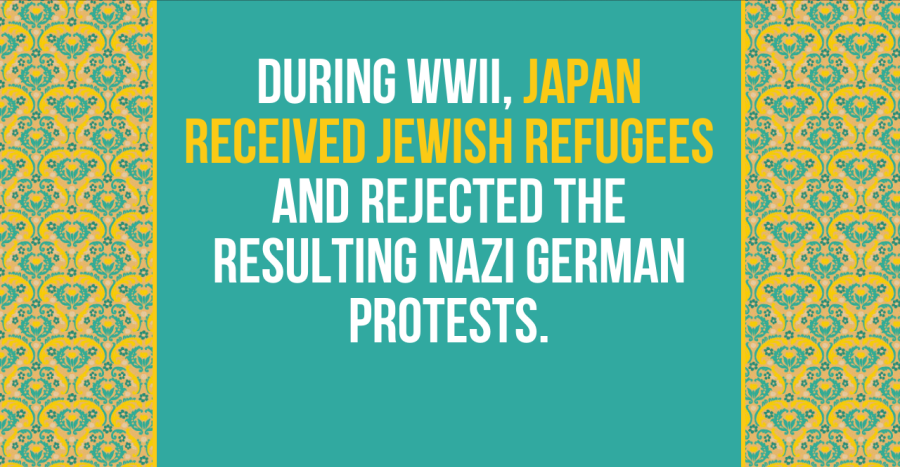 DURING WWII, JAPAN
RECEIVED JEWISH REFUGEES
AND REJECTED THE
RESULTING NAZI GERMAN
PROTESTS.